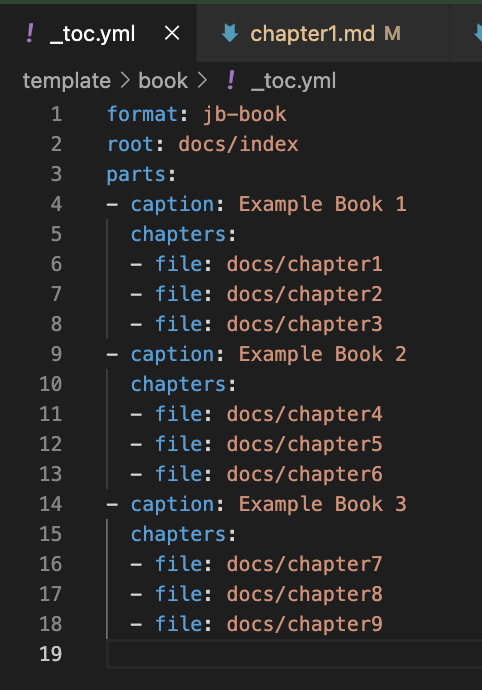 ! _toc.yml × chapter1.md M
template > book > ! _toc.yml
1 format: jb-book
2 root: docs/index
3 parts:
4 - caption: Example Book 1
5   chapters:
6   - file: docs/chapter1
7   - file: docs/chapter2
8   - file: docs/chapter3
9 - caption: Example Book 2
10   chapters:
11   - file: docs/chapter4
12   - file: docs/chapter5
13   - file: docs/chapter6
14 - caption: Example Book 3
15   chapters:
16   - file: docs/chapter7
17   - file: docs/chapter8
18   - file: docs/chapter9
19